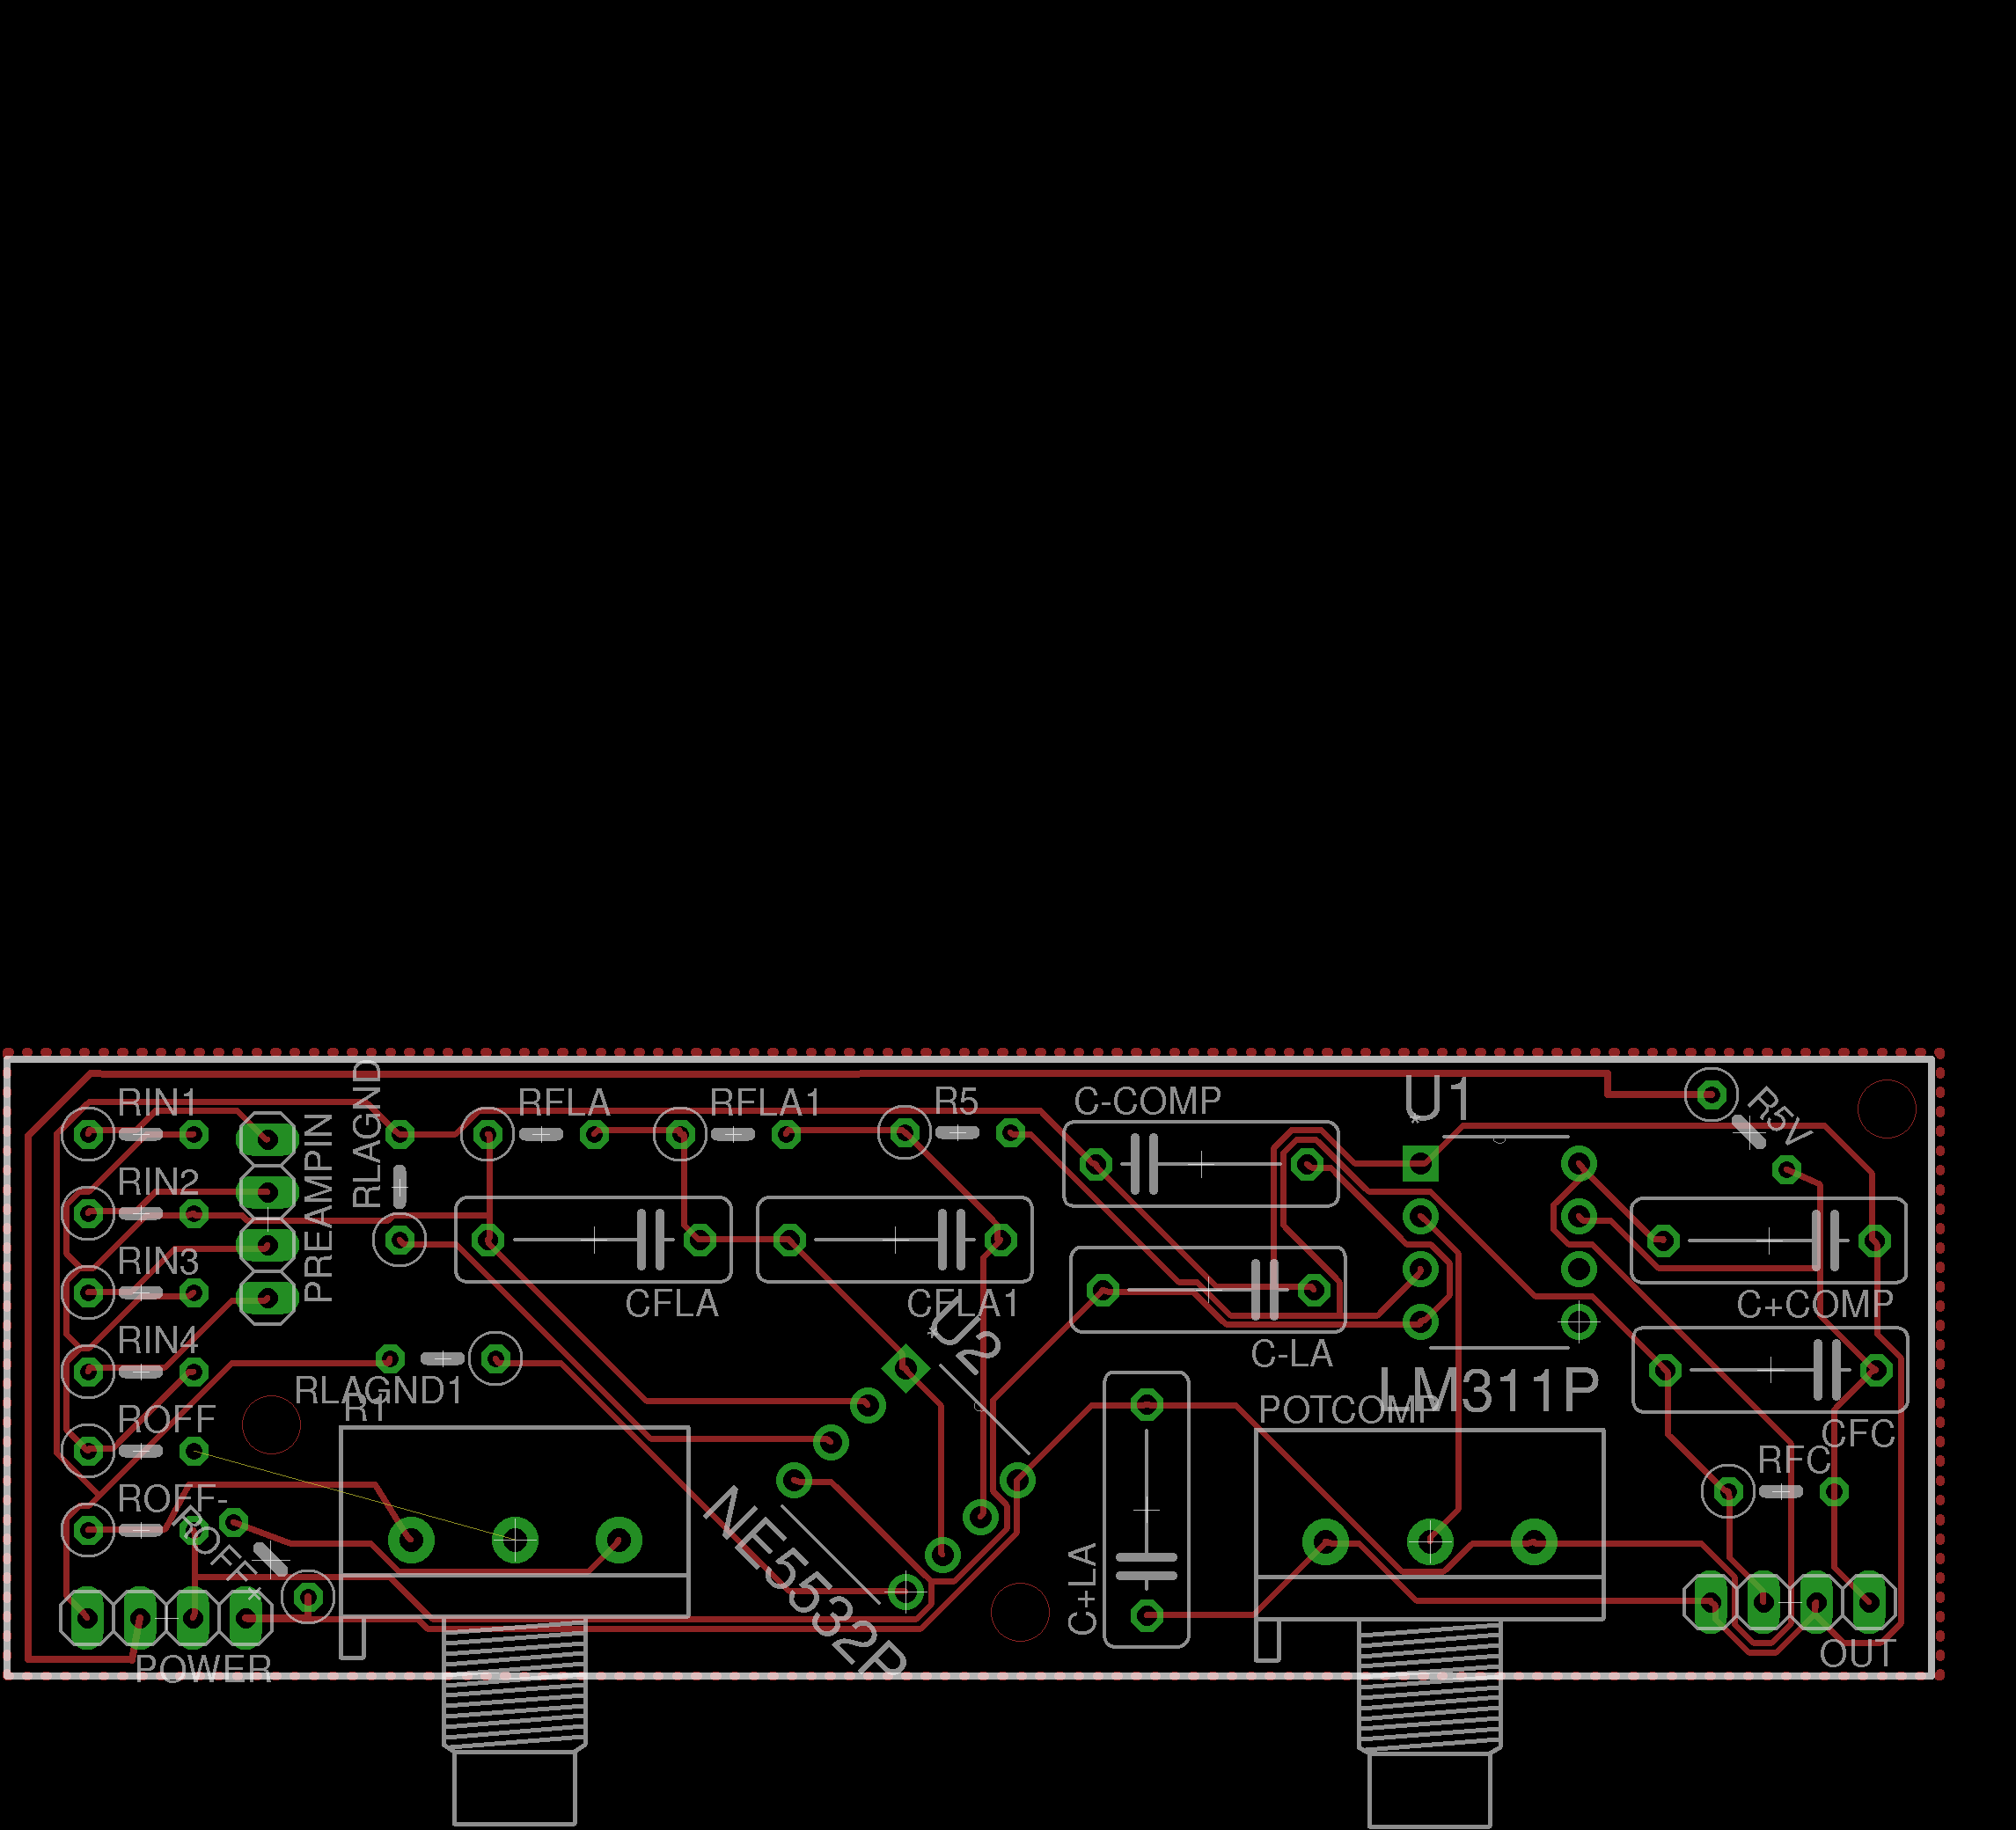 U1
RIN1
RFLA
RFLA1
R5
C-COMP
R5V
RLAGND
PREAMPIN
RIN2
RIN3
CFLA
CFLA1
C+COMP
U2
RIN4
C-LA
RLAGND1
LM311P
R1
POTCOMP
ROFF
CFC
RFC
ROFF-
ROFF+
NE5532P
C+LA
OUT
POWER